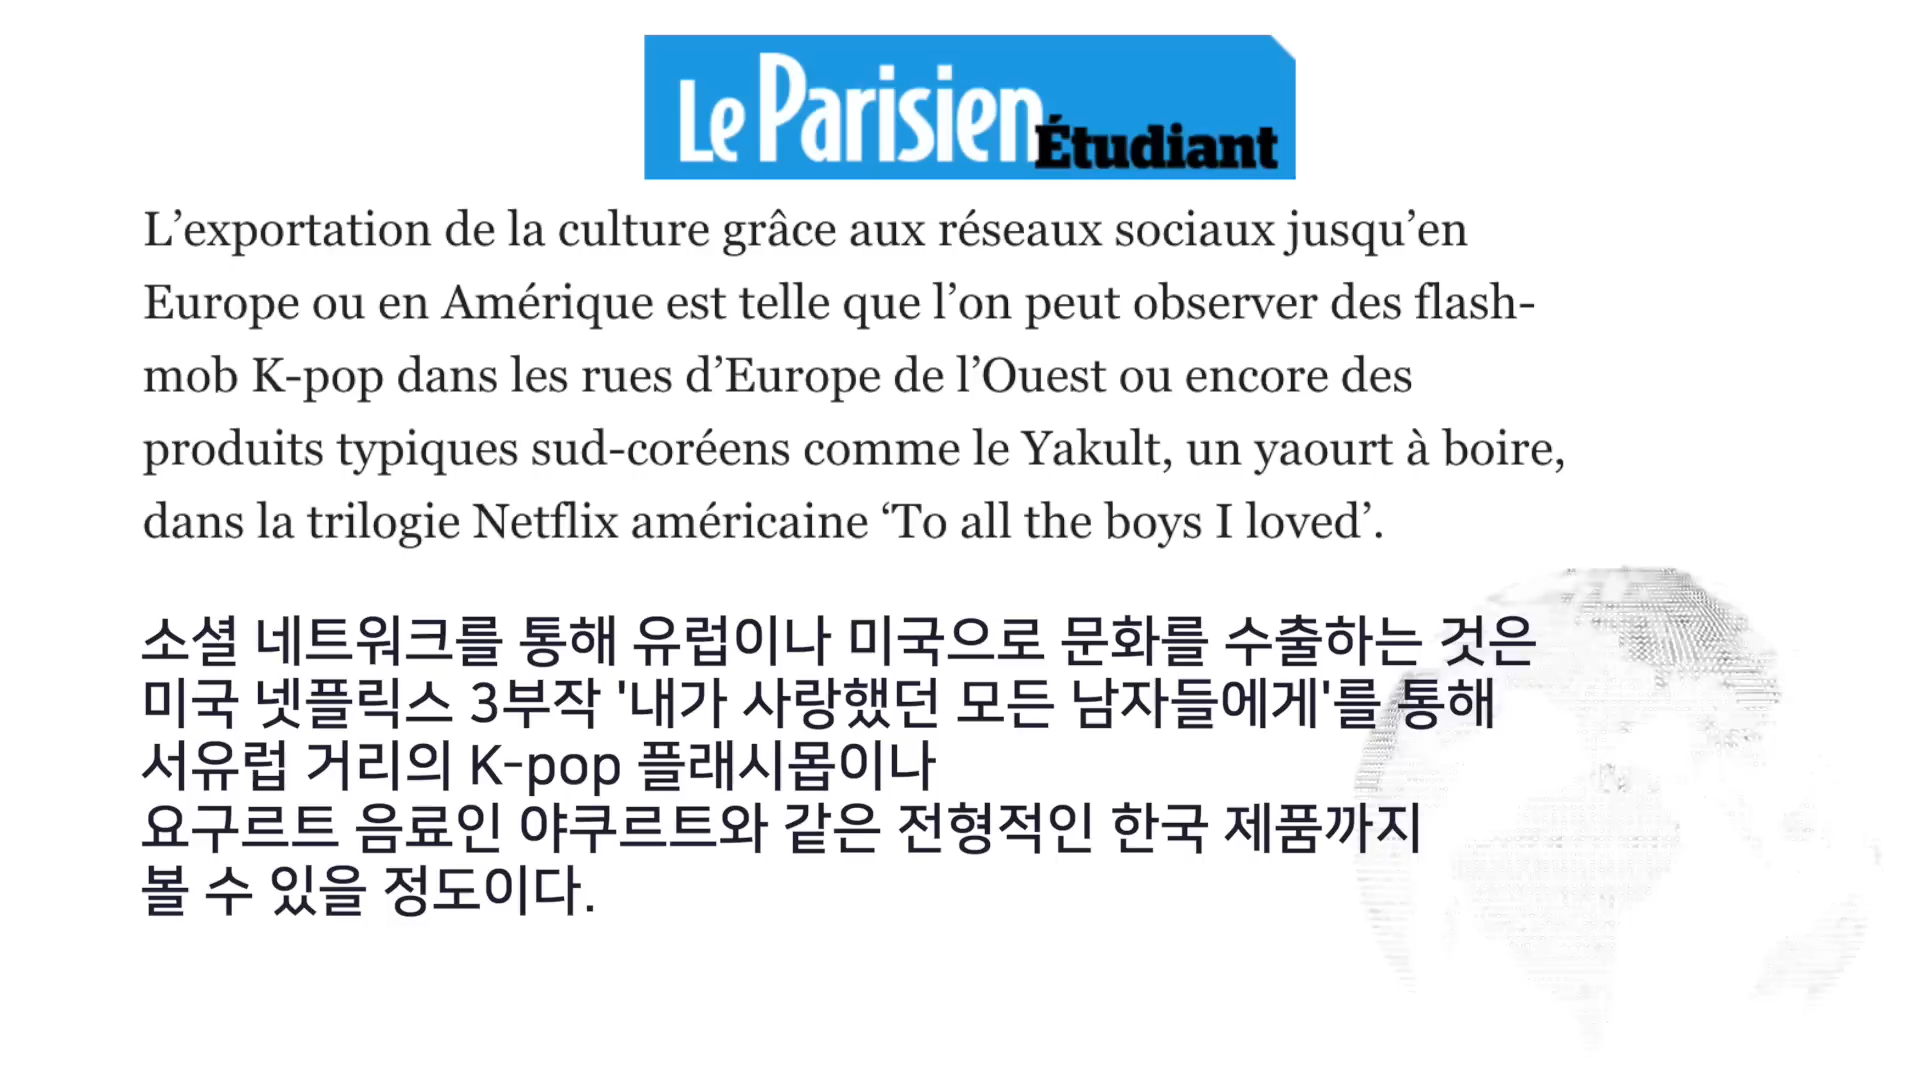 Le Parisien Étudiant
L’exportation de la culture grâce aux réseaux sociaux jusqu’en
Europe ou en Amérique est telle que l’on peut observer des flash-
mob K-pop dans les rues d’Europe de l’Ouest ou encore des
produits typiques sud-coréens comme le Yakult, un yaourt à boire,
dans la trilogie Netflix américaine ‘To all the boys I loved’.
소셜 네트워크를 통해 유럽이나 미국으로 문화를 수출하는 것은
미국 넷플릭스 3부작 '내가 사랑했던 모든 남자들에게'를 통해
서유럽 거리의 K-pop 플래시몹이나
요구르트 음료인 야쿠르트와 같은 전형적인 한국 제품까지
볼 수 있을 정도이다.